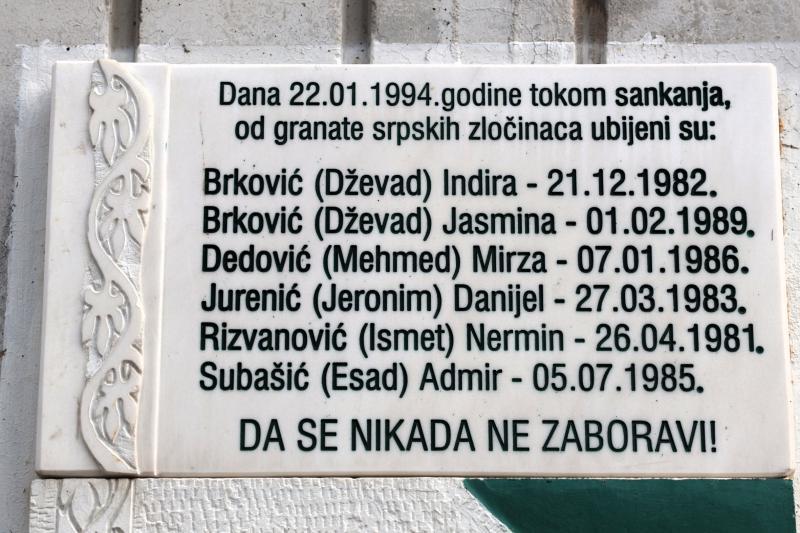 Dana 22.01.1994.godine tokom sankanja,
od granate srpskih zločinaca ubijeni su:
Brković (Dževad) Indira - 21.12.1982.
Brković (Dževad) Jasmina - 01.02.1989.
Dedović (Mehmed) Mirza - 07.01.1986.
Jurenić (Jeronim) Danijel - 27.03.1983.
Rizvanović (Ismet) Nermin - 26.04.1981.
Subašić (Esad) Admir - 05.07.1985.
DA SE NIKADA NE ZABORAVI!